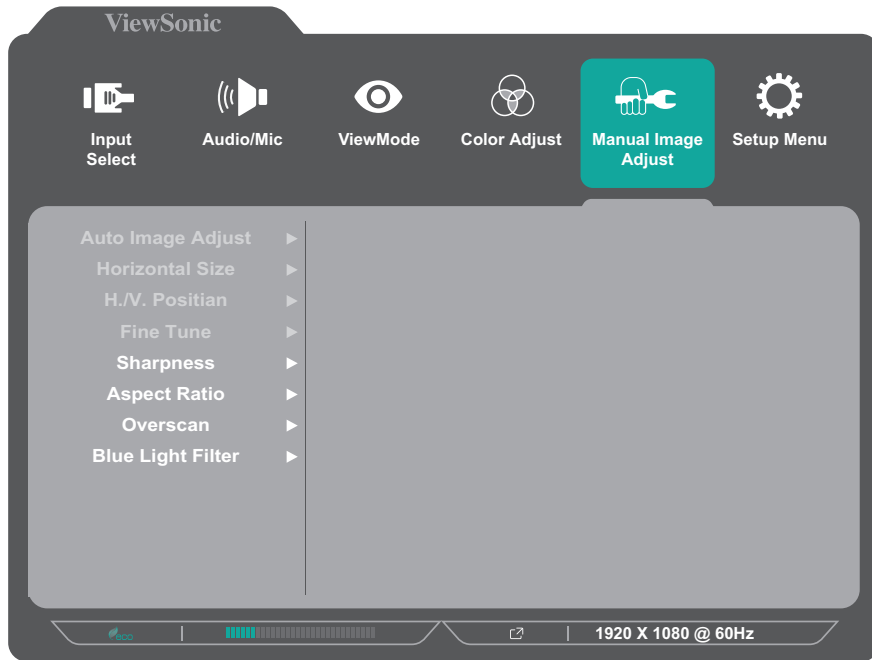 ViewSonic
Input
Select
Audio/Mic
ViewMode
Color Adjust
Manual Image
Adjust
Setup Menu
Auto Image Adjust
Horizontal Size
H./V. Positian
Fine Tune
Sharpness
Aspect Ratio
Overscan
Blue Light Filter
eco
1920 X 1080 @ 60Hz